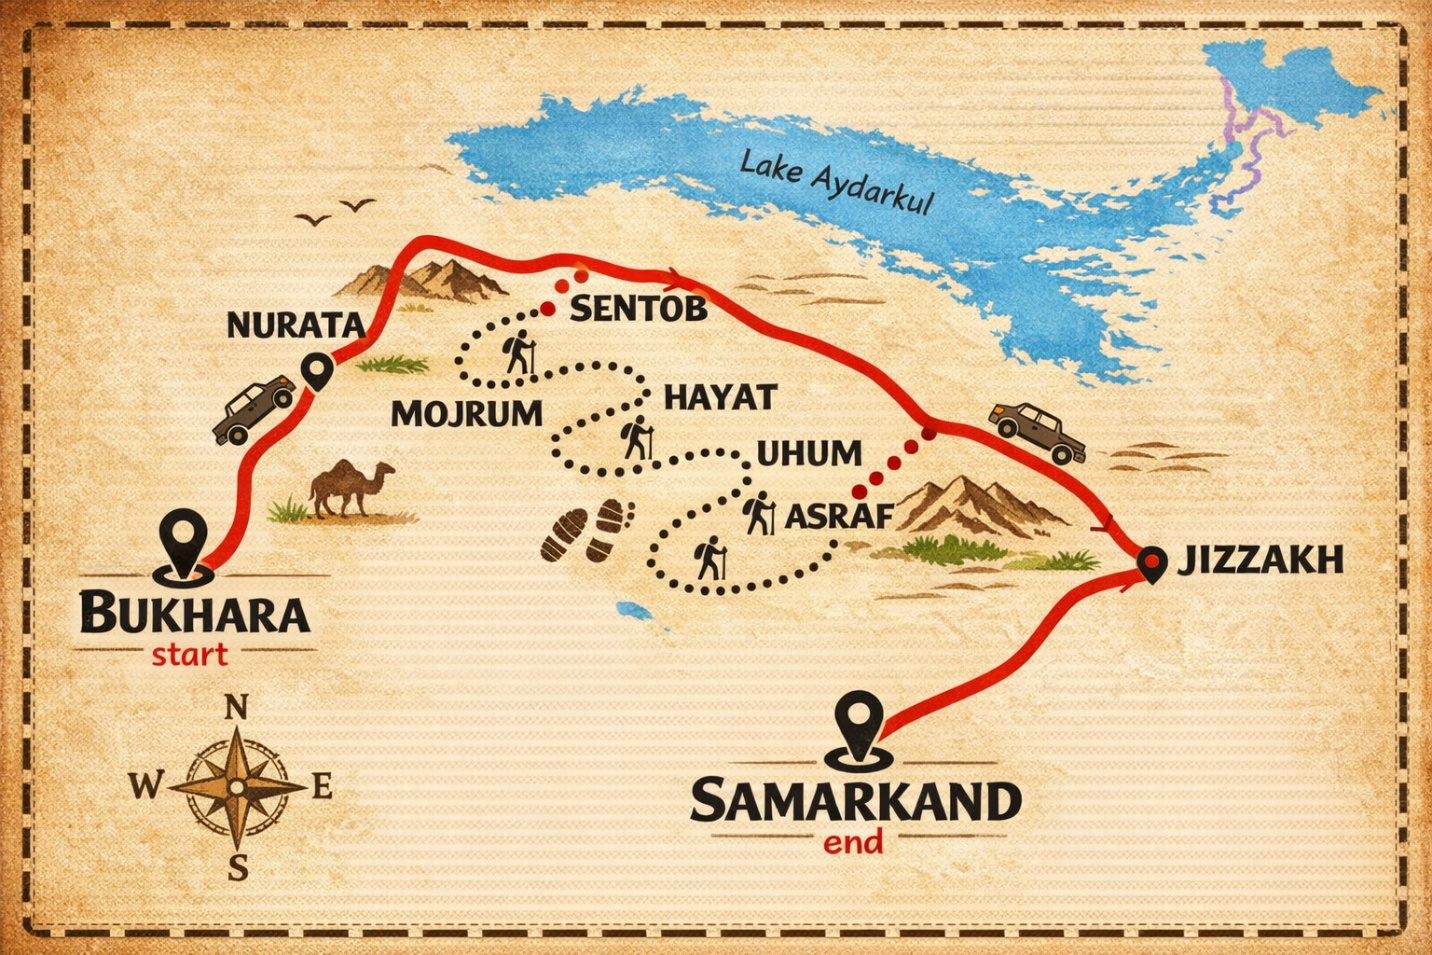 Lake Aydarkul
SENTOB
NURATA
HAYAT
MOJRUM
UHUM
ASRAF
JIZZAKH
BUKHARA
start
N
W
E
S
SAMARKAND
end